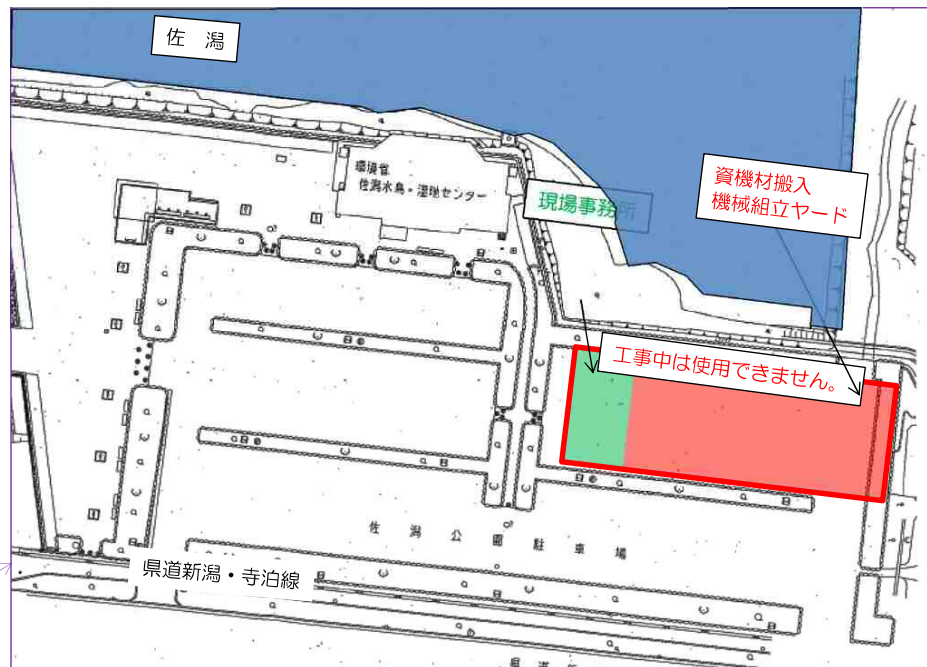 佐 潟
環境省
佐潟水鳥・湿地センター
現場事務所
資機材搬入
機械組立ヤード
工事中は使用できません。
佐潟公園駐車場
県道新潟・寺泊線